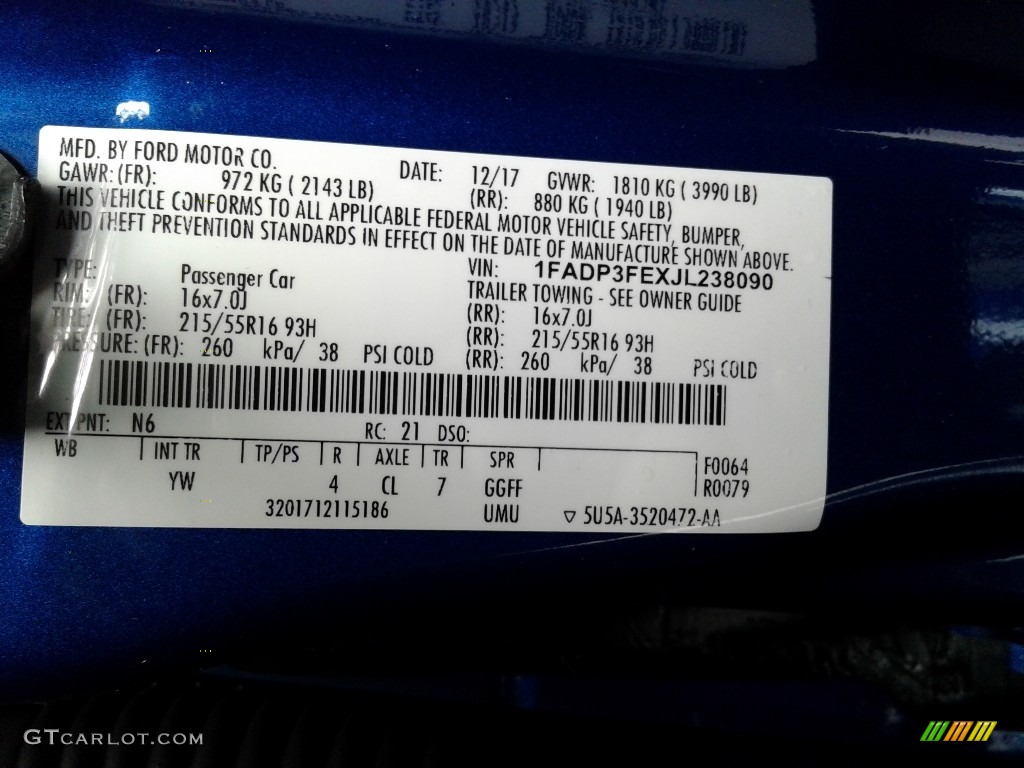 MFD. BY FORD MOTOR CO. DATE: 12/17 GVWR: 1810 KG ( 3990 LB)
GAWR: (FR): 972 KG ( 2143 LB) (RR): 880 KG ( 1940 LB)
THIS VEHICLE CONFORMS TO ALL APPLICABLE FEDERAL MOTOR VEHICLE SAFETY, BUMPER,
AND THEFT PREVENTION STANDARDS IN EFFECT ON THE DATE OF MANUFACTURE SHOWN ABOVE.
VIN: 1FADP3FEXJL238090
TYPE: Passenger Car TRAILER TOWING - SEE OWNER GUIDE
RIM: (FR): 16x7.0J (RR): 16x7.0J
TIRE: (FR): 215/55R16 93H (RR): 215/55R16 93H
PRESSURE: (FR): 260 kPa/ 38 PSI COLD (RR): 260 kPa/ 38 PSI COLD
EXT PNT: N6 RC: 21 DSO:
WB INT TR TP/PS R AXLE TR SPR F0064
YW 4 CL 7 GGFF R0079
3201712115186 UMU ▽ 5U5A-3520472-AA
GTCARLOT.COM